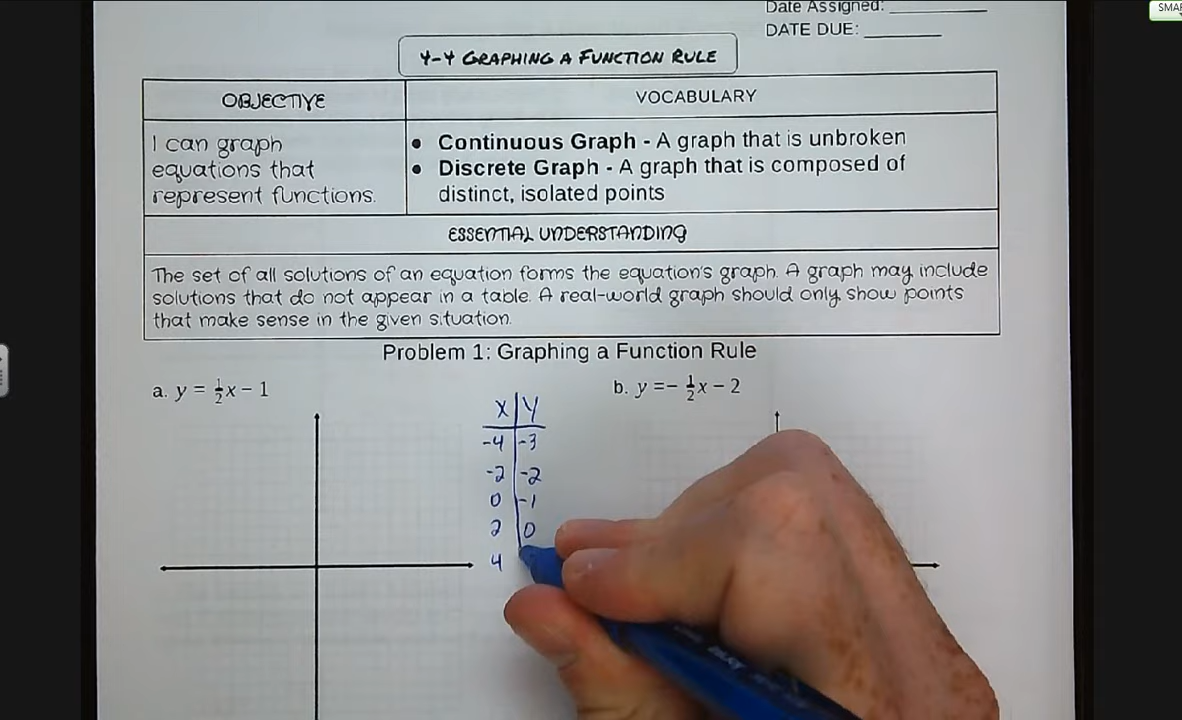 SMAR
Date Assigned: ___________
DATE DUE: ________
4-4 GRAPHING A FUNCTION RULE
OBJECTIVE
VOCABULARY
I can graph
equations that
represent functions.
• Continuous Graph - A graph that is unbroken
• Discrete Graph - A graph that is composed of
distinct, isolated points
ESSENTIAL UNDERSTANDING
The set of all solutions of an equation forms the equation's graph. A graph may include
solutions that do not appear in a table. A real-world graph should only show points
that make sense in the given situation.
Problem 1: Graphing a Function Rule
a. y = 1/2x − 1
b. y =− 1/2x − 2
X Y
-4 -3
-2 -2
0 -1
2 0
4